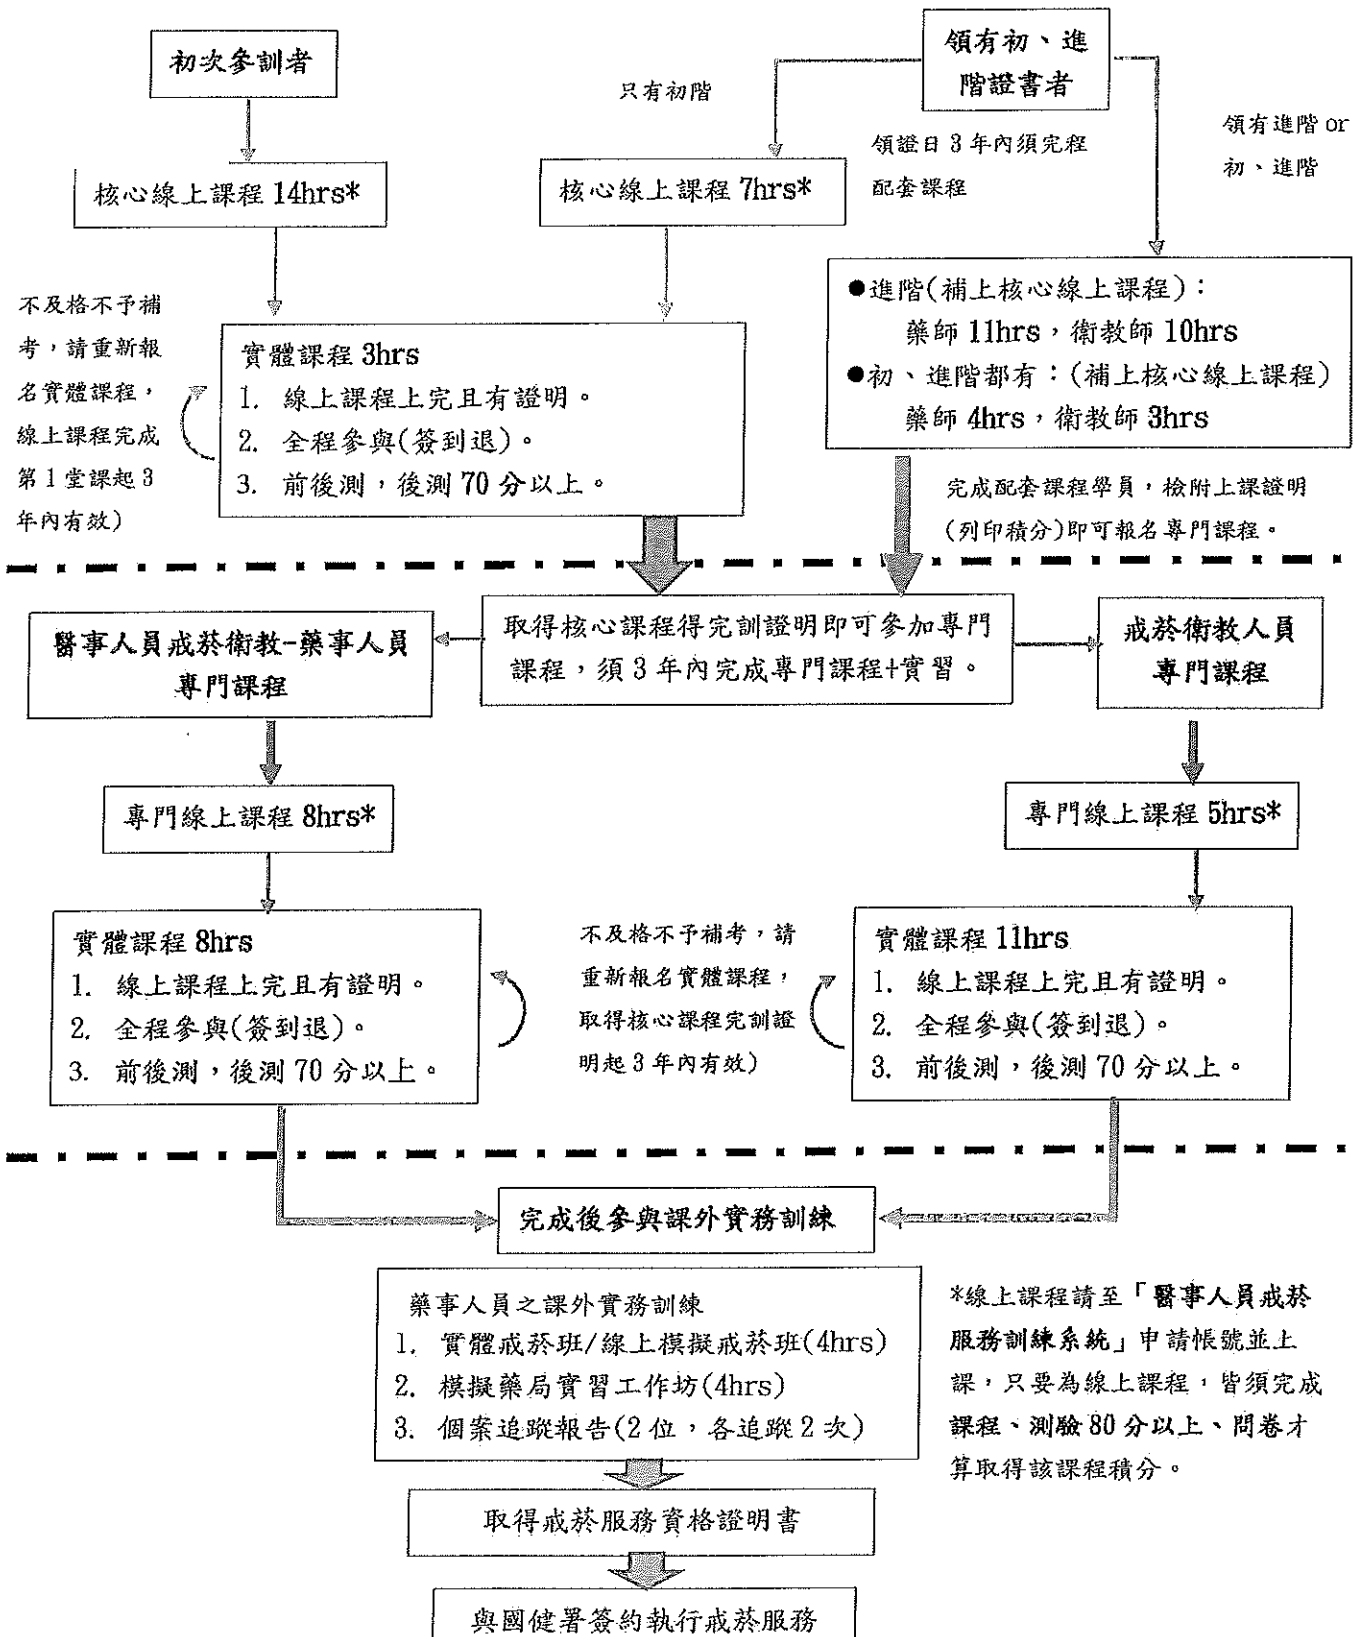 初次參訓者
領有初、進
階證書者
只有初階
領有進階 or
初、進階
領證日 3 年內須完程
配套課程
核心線上課程 14hrs*
核心線上課程 7hrs*
●進階(補上核心線上課程)：
藥師 11hrs，衛教師 10hrs
●初、進階都有：(補上核心線上課程)
藥師 4hrs，衛教師 3hrs
不及格不予補
考，請重新報
名實體課程，
線上課程完成
第 1 堂課起 3
年內有效)
實體課程 3hrs
1. 線上課程上完且有證明。
2. 全程參與(簽到退)。
3. 前後測，後測 70 分以上。
完成配套課程學員，檢附上課證明
(列印積分)即可報名專門課程。
醫事人員戒菸衛教-藥事人員
專門課程
取得核心課程得完訓證明即可參加專門
課程，須 3 年內完成專門課程+實習。
戒菸衛教人員
專門課程
專門線上課程 8hrs*
專門線上課程 5hrs*
實體課程 8hrs
1. 線上課程上完且有證明。
2. 全程參與(簽到退)。
3. 前後測，後測 70 分以上。
不及格不予補考，請
重新報名實體課程，
取得核心課程完訓證
明起 3 年內有效)
實體課程 11hrs
1. 線上課程上完且有證明。
2. 全程參與(簽到退)。
3. 前後測，後測 70 分以上。
完成後參與課外實務訓練
藥事人員之課外實務訓練
1. 實體戒菸班/線上模擬戒菸班(4hrs)
2. 模擬藥局實習工作坊(4hrs)
3. 個案追蹤報告(2 位，各追蹤 2 次)
*線上課程請至「醫事人員戒菸
服務訓練系統」申請帳號並上
課，只要為線上課程，皆須完成
課程、測驗 80 分以上、問卷才
算取得該課程積分。
取得戒菸服務資格證明書
與國健署簽約執行戒菸服務